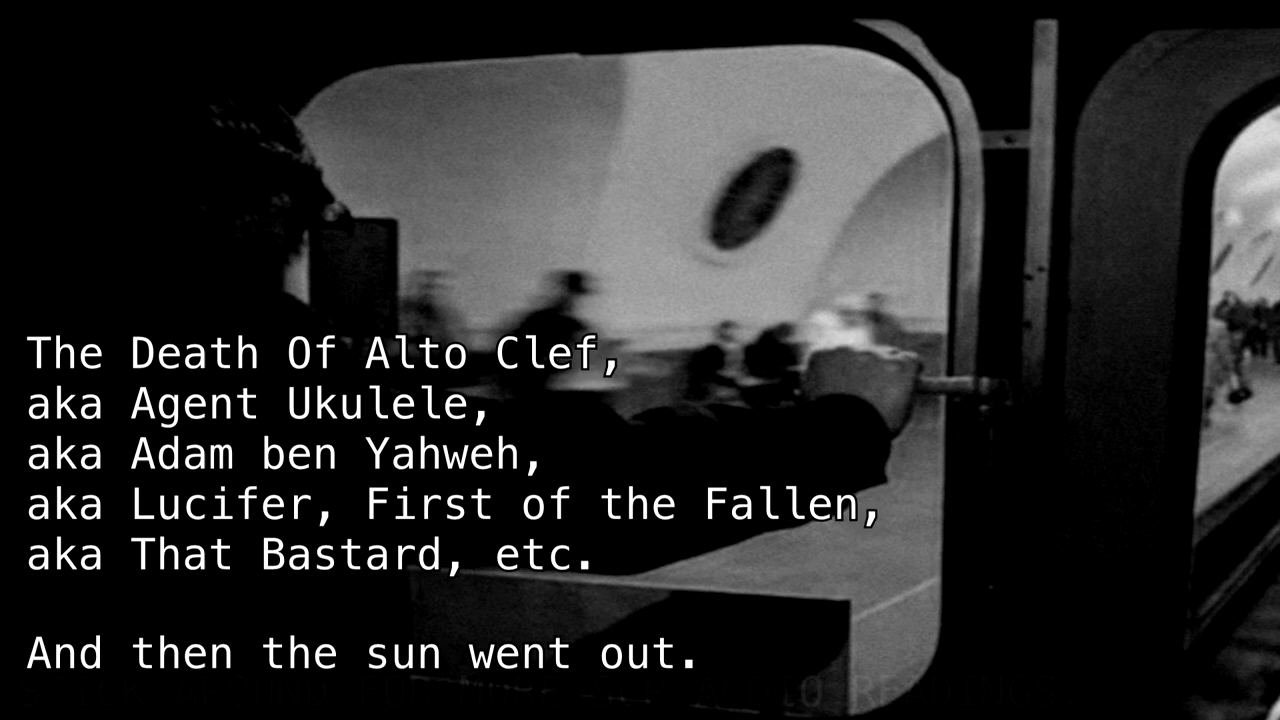 The Death Of Alto Clef,
aka Agent Ukulele,
aka Adam ben Yahweh,
aka Lucifer, First of the Fallen,
aka That Bastard, etc.
And then the sun went out.